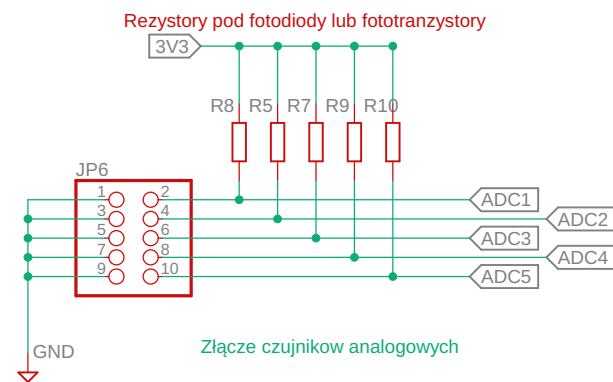 Rezystory pod fotodiody lub fototranzystory
3V3
R8 R5 R7 R9 R10
JP6
1 2 ADC1
3 4 ADC2
5 6 ADC3
7 8 ADC4
9 10 ADC5
GND
Złącze czujnikow analogowych